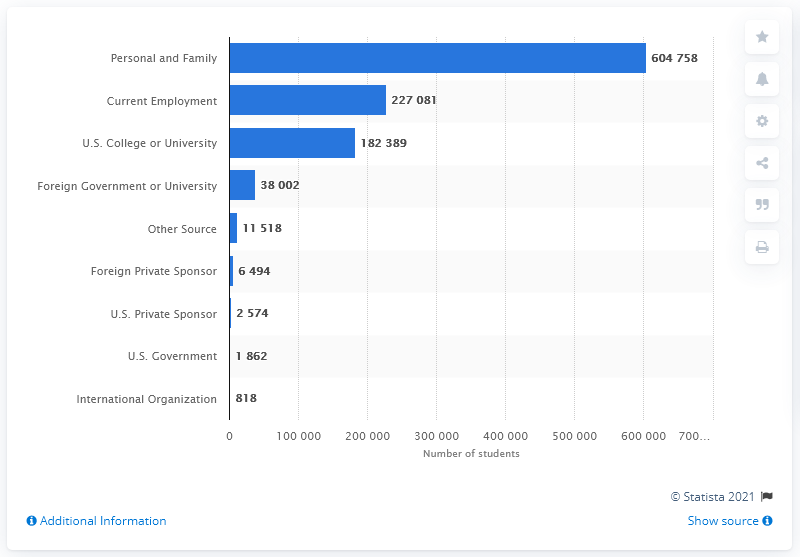 Personal and Family 604 758
Current Employment 227 081
U.S. College or University 182 389
Foreign Government or University 38 002
Other Source 11 518
Foreign Private Sponsor 6 494
U.S. Private Sponsor 2 574
U.S. Government 1 862
International Organization 818
0 100 000 200 000 300 000 400 000 500 000 600 000 700...
Number of students
© Statista 2021
Additional Information Show source